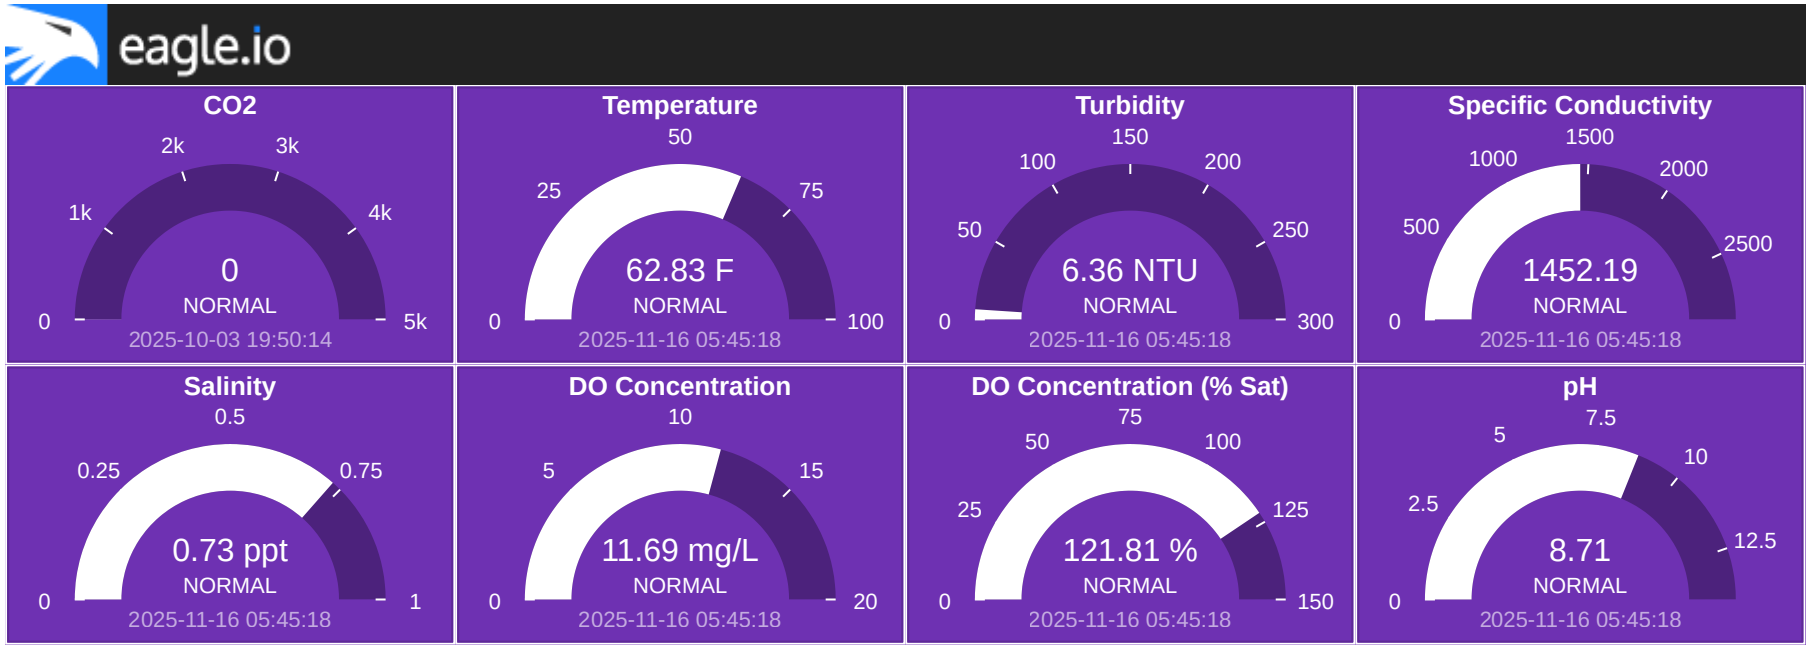 eagle.io
CO2
2k
3k
1k
4k
0
NORMAL
0
5k
2025-10-03 19:50:14
Temperature
50
25
75
62.83 F
NORMAL
0
100
2025-11-16 05:45:18
Turbidity
150
100
200
50
250
6.36 NTU
NORMAL
0
300
2025-11-16 05:45:18
Specific Conductivity
1500
1000
2000
500
2500
1452.19
NORMAL
0
2025-11-16 05:45:18
Salinity
0.5
0.25
0.75
0.73 ppt
NORMAL
0
1
2025-11-16 05:45:18
DO Concentration
10
5
15
11.69 mg/L
NORMAL
0
20
2025-11-16 05:45:18
DO Concentration (% Sat)
75
50
100
25
125
121.81 %
NORMAL
0
150
2025-11-16 05:45:18
pH
7.5
5
10
2.5
12.5
8.71
NORMAL
0
2025-11-16 05:45:18